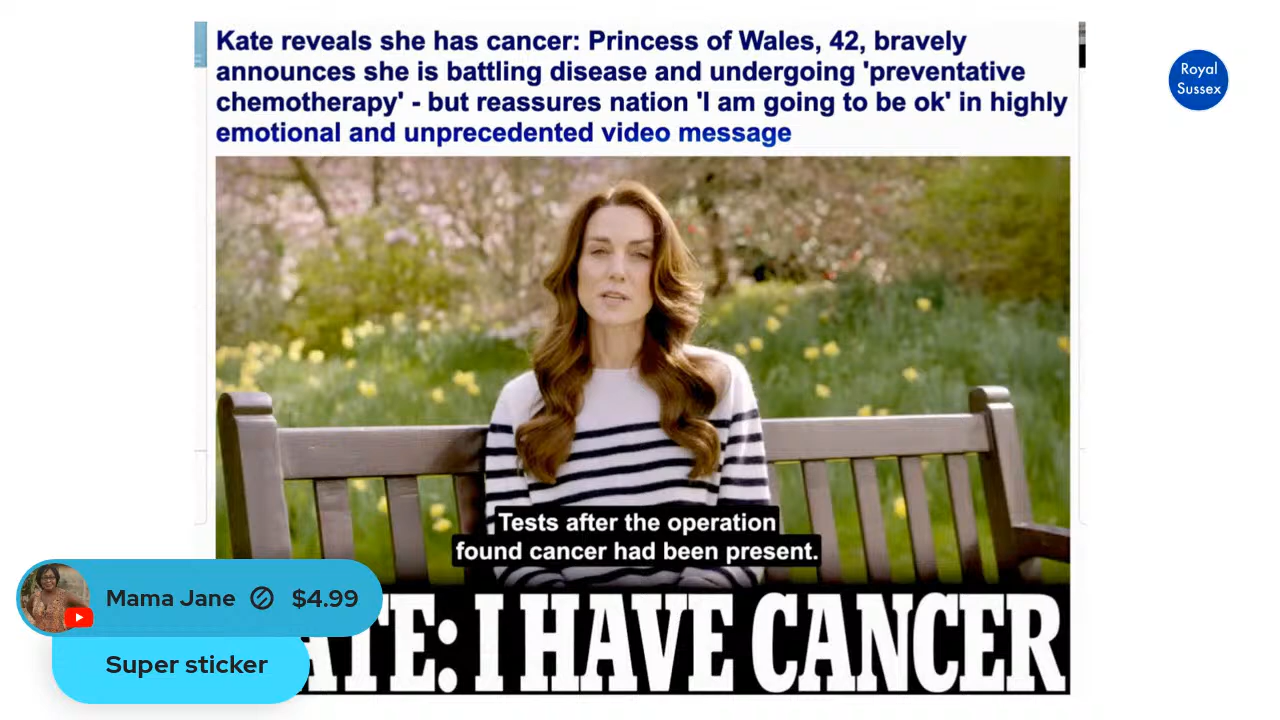 Kate reveals she has cancer: Princess of Wales, 42, bravely
announces she is battling disease and undergoing 'preventative
chemotherapy' - but reassures nation 'I am going to be ok' in highly
emotional and unprecedented video message
Royal
Sussex
Tests after the operation
found cancer had been present.
ATE: I HAVE CANCER
Mama Jane $4.99
Super sticker